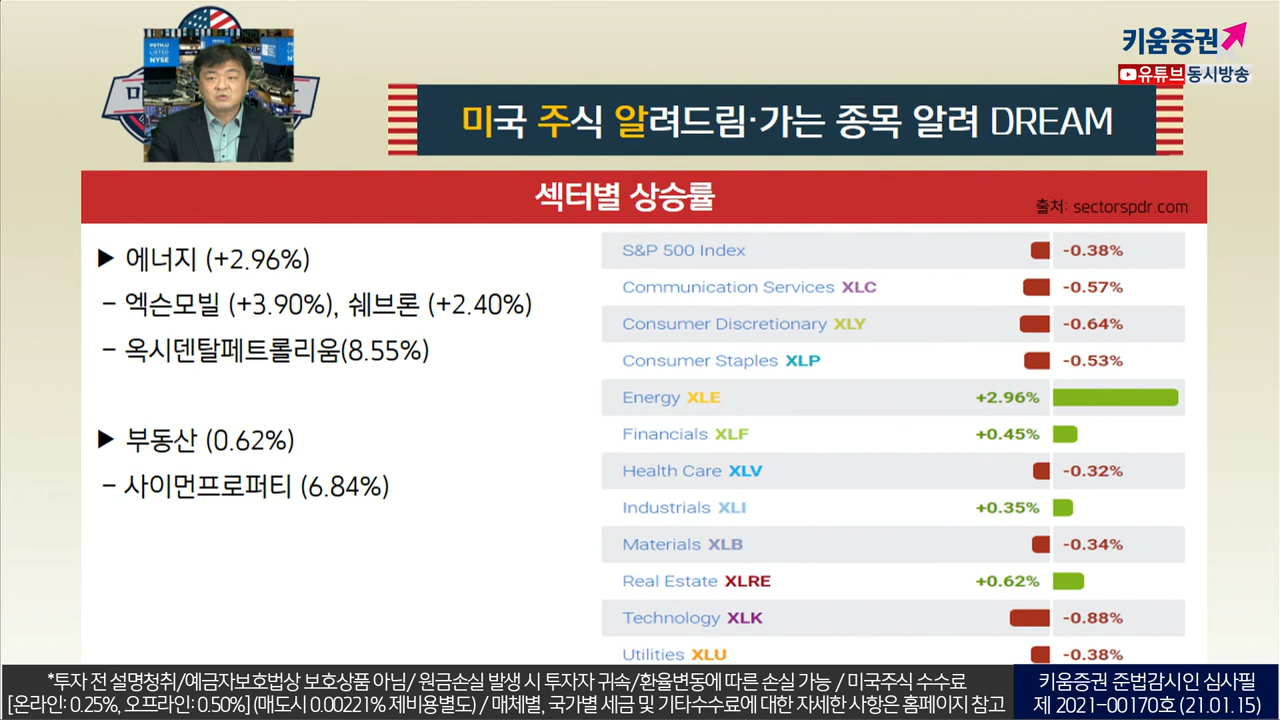 PETH.U
LISTED
NYSE
미
키움증권
유튜브동시방송
미국 주식 알려드림·가는 종목 알려 DREAM
섹터별 상승률
출처: sectorspdr.com
▶ 에너지 (+2.96%)
- 엑슨모빌 (+3.90%), 쉐브론 (+2.40%)
- 옥시덴탈페트롤리움(8.55%)
▶ 부동산 (0.62%)
- 사이먼프로퍼티 (6.84%)
S&P 500 Index -0.38%
Communication Services XLC -0.57%
Consumer Discretionary XLY -0.64%
Consumer Staples XLP -0.53%
Energy XLE +2.96%
Financials XLF +0.45%
Health Care XLV -0.32%
Industrials XLI +0.35%
Materials XLB -0.34%
Real Estate XLRE +0.62%
Technology XLK -0.88%
Utilities XLU -0.38%
*투자 전 설명청취/예금자보호법상 보호상품 아님/ 원금손실 발생 시 투자자 귀속/환율변동에 따른 손실 가능 / 미국주식 수수료
[온라인: 0.25%, 오프라인: 0.50%] (매도시 0.00221% 제비용별도) / 매체별, 국가별 세금 및 기타수수료에 대한 자세한 사항은 홈페이지 참고
키움증권 준법감시인 심사필
제 2021-00170호 (21.01.15)